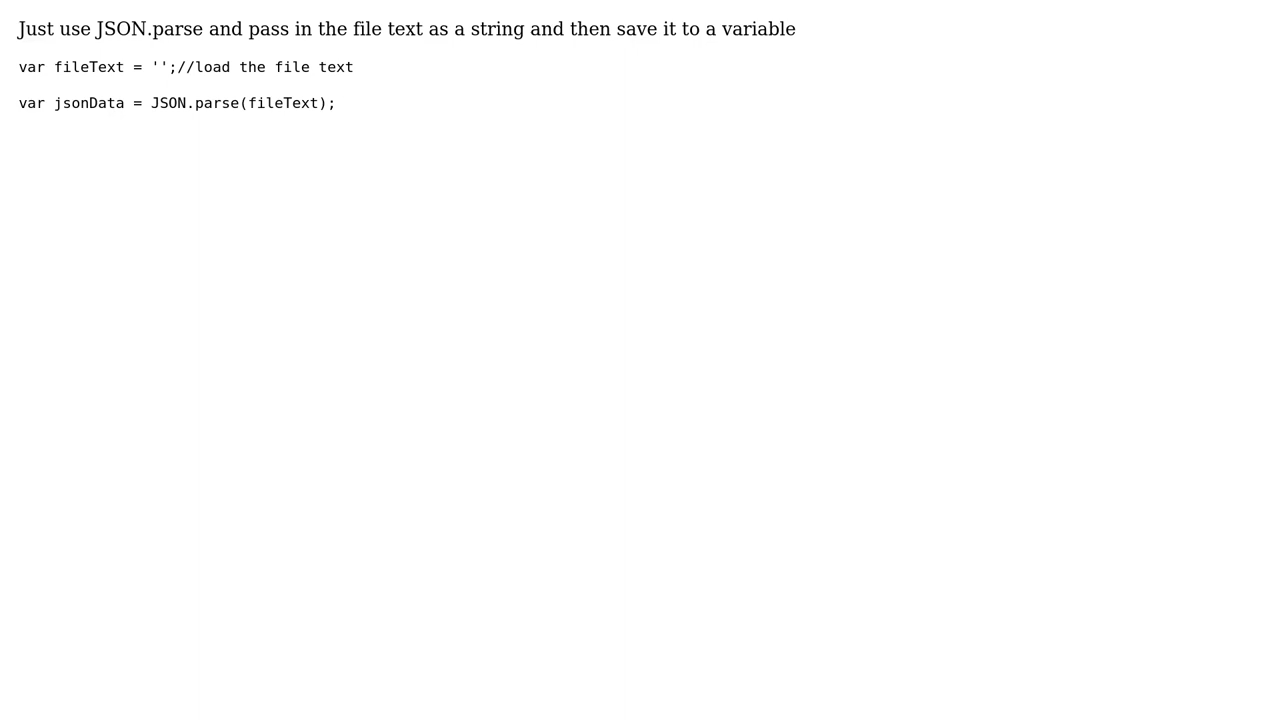 Just use JSON.parse and pass in the file text as a string and then save it to a variable
var fileText = '';//load the file text
var jsonData = JSON.parse(fileText);